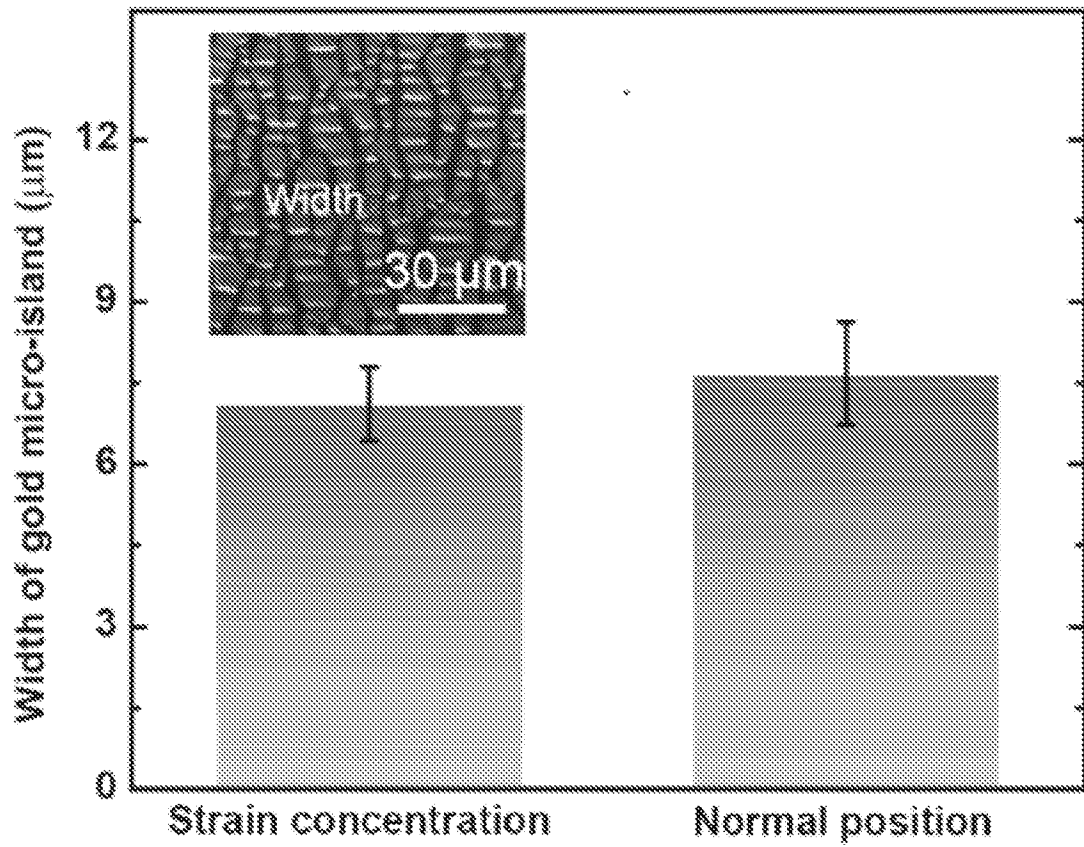 Width of gold micro-island (μm)
12
9
6
3
0
Width
30 μm
Strain concentration
Normal position